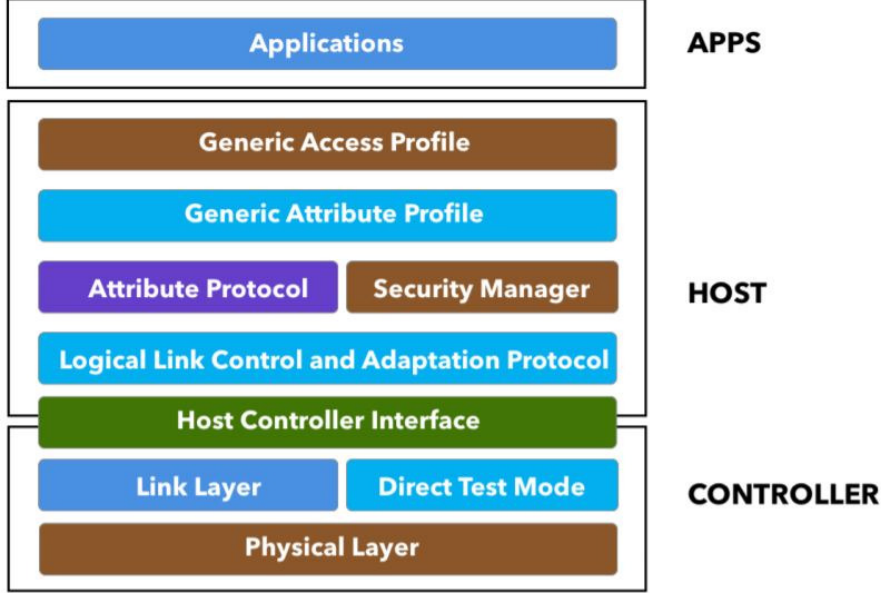 Applications
APPS
Generic Access Profile
Generic Attribute Profile
Attribute Protocol
Security Manager
HOST
Logical Link Control and Adaptation Protocol
Host Controller Interface
Link Layer
Direct Test Mode
CONTROLLER
Physical Layer